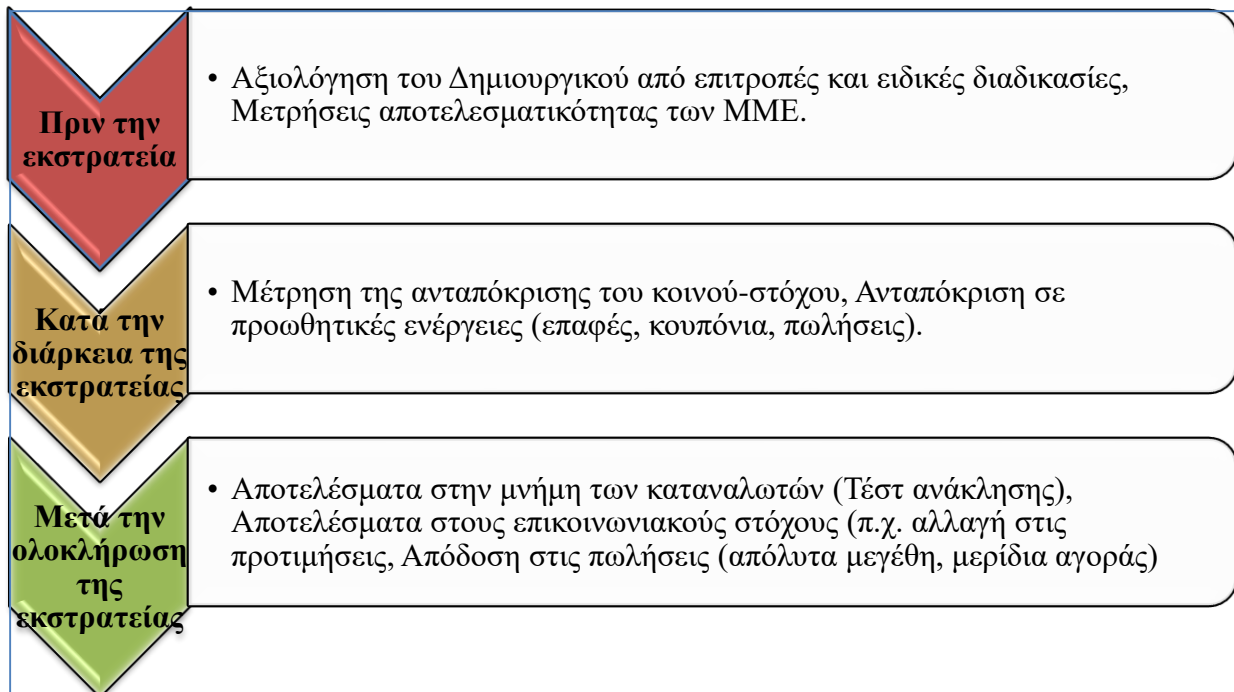 Πριν την
εκστρατεία
• Αξιολόγηση του Δημιουργικού από επιτροπές και ειδικές διαδικασίες,
Μετρήσεις αποτελεσματικότητας των ΜΜΕ.
Κατά την
διάρκεια της
εκστρατείας
• Μέτρηση της ανταπόκρισης του κοινού-στόχου, Ανταπόκριση σε
προωθητικές ενέργειες (επαφές, κουπόνια, πωλήσεις).
Μετά την
ολοκλήρωση
της
εκστρατείας
• Αποτελέσματα στην μνήμη των καταναλωτών (Τέστ ανάκλησης),
Αποτελέσματα στους επικοινωνιακούς στόχους (π.χ. αλλαγή στις
προτιμήσεις, Απόδοση στις πωλήσεις (απόλυτα μεγέθη, μερίδια αγοράς)